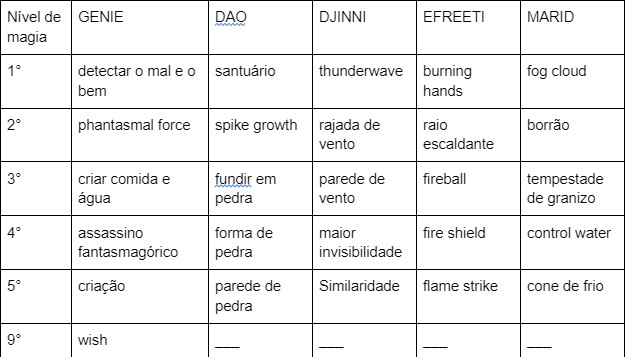 Nível de magia | GENIE | DAO | DJINNI | EFREETI | MARID
1° | detectar o mal e o bem | santuário | thunderwave | burning hands | fog cloud
2° | phantasmal force | spike growth | rajada de vento | raio escaldante | borrão
3° | criar comida e água | fundir em pedra | parede de vento | fireball | tempestade de granizo
4° | assassino fantasmagórico | forma de pedra | maior invisibilidade | fire shield | control water
5° | criação | parede de pedra | Similaridade | flame strike | cone de frio
9° | wish | ___ | ___ | ___ | ___